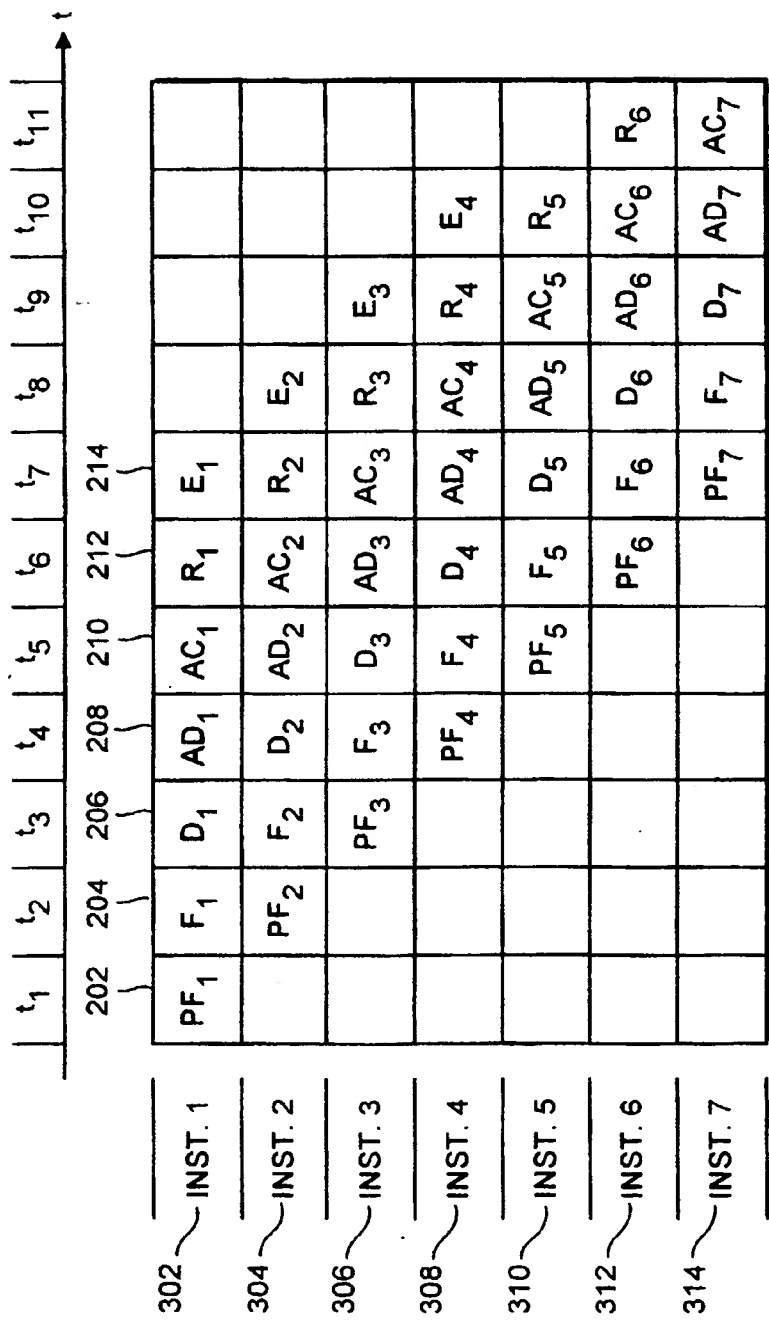 t1 t2 t3 t4 t5 t6 t7 t8 t9 t10 t11 t
202 204 206 208 210 212 214
302 INST. 1 PF1 F1 D1 AD1 AC1 R1 E1
304 INST. 2 PF2 F2 D2 AD2 AC2 R2 E2
306 INST. 3 PF3 F3 D3 AD3 AC3 R3 E3
308 INST. 4 PF4 F4 D4 AD4 AC4 R4 E4
310 INST. 5 PF5 F5 D5 AD5 AC5 R5
312 INST. 6 PF6 F6 D6 AD6 AC6 R6
314 INST. 7 PF7 F7 D7 AD7 AC7